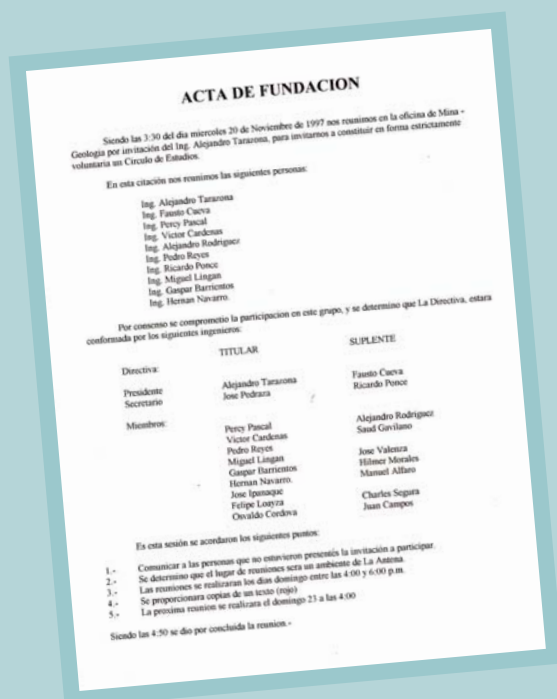 ACTA DE FUNDACION
Siendo las 3:30 del dia miercoles 20 de Noviembre de 1997 nos reunimos en la oficina de Mina -
Geologia por invitación del Ing. Alejandro Tarazona, para invitarnos a constituir en forma estrictamente
voluntaria un Circulo de Estudios.
En esta citación nos reunimos las siguientes personas:
Ing. Alejandro Tarazona
Ing. Fausto Cueva
Ing. Percy Pascal
Ing. Victor Cardenas
Ing. Alejandro Rodriguez
Ing. Pedro Reyes
Ing. Ricardo Ponce
Ing. Miguel Lingan
Ing. Gaspar Barrientos
Ing. Hernan Navarro.
Por consenso se comprometio la participacion en este grupo, y se determino que La Directiva, estara
conformada por los siguientes ingenieros:
TITULAR SUPLENTE
Directiva:
Presidente Alejandro Tarazona Fausto Cueva
Secretario Jose Pedraza Ricardo Ponce
Miembros: Percy Pascal Alejandro Rodriguez
Victor Cardenas Saud Gavilano
Pedro Reyes
Miguel Lingan Jose Valenza
Gaspar Barrientos Hilmer Morales
Hernan Navarro. Manuel Alfaro
Jose Ipanaque
Felipe Loayza Charles Segura
Osvaldo Cordova Juan Campos
Es esta sesión se acordaron los siguientes puntos:
1.- Comunicar a las personas que no estuvieron presentés la invitación a participar.
2.- Se determino que el lugar de reuniones sera un ambiente de La Antena.
3.- Las reuniones se realizaran los dias domingo entre las 4:00 y 6:00 p.m.
4.- Se proporcionara copias de un texto (rojo)
5.- La proxima reunion se realizara el domingo 23 a las 4:00
Siendo las 4:50 se dio por concluida la reunion.-